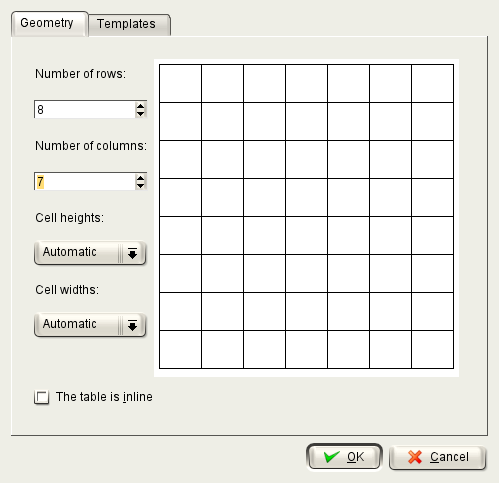 Geometry
Templates
Number of rows:
8
Number of columns:
7
Cell heights:
Automatic
Cell widths:
Automatic
The table is inline
OK
Cancel